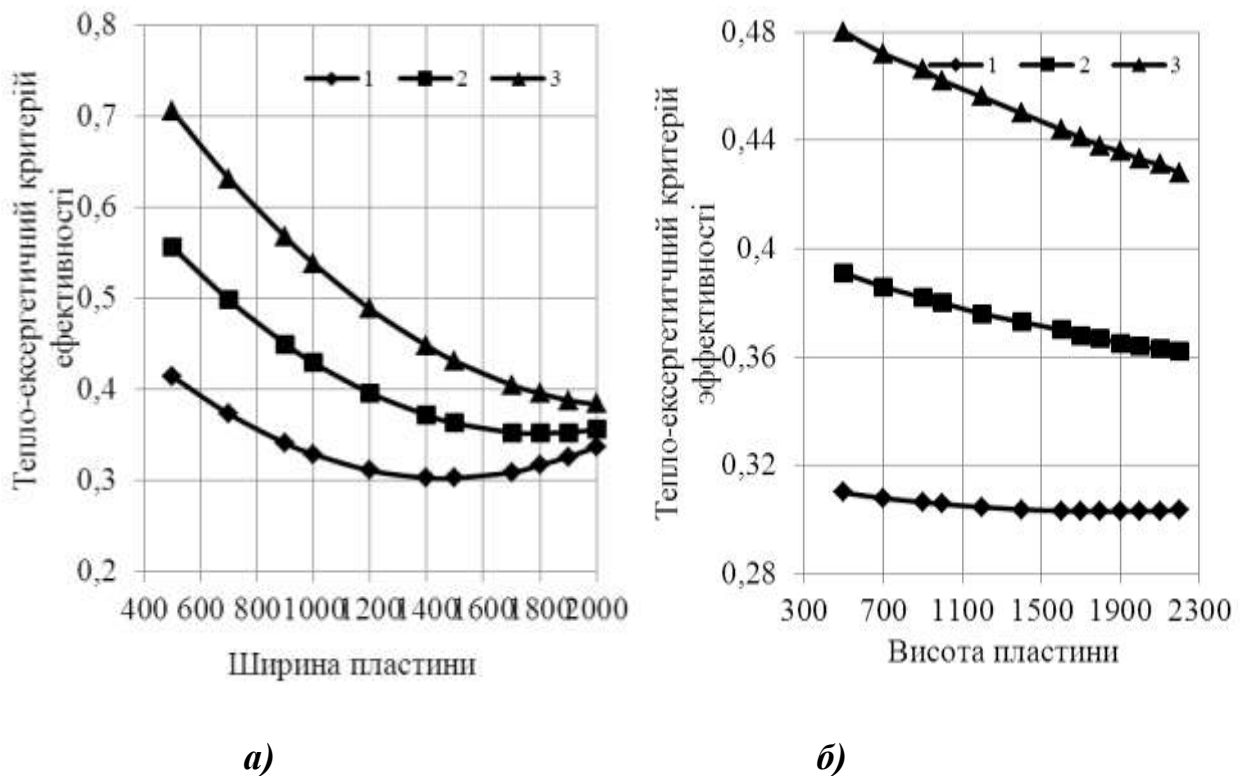 Тепло-ексергетичний критерій
ефективності
0,8
0,7
0,6
0,5
0,4
0,3
0,2
1 2 3
400 600 800 1000 1200 1400 1600 1800 2000
Ширина пластини
а)
Тепло-ексергетичний критерій
эффективності
0,48
0,44
0,4
0,36
0,32
0,28
1 2 3
300 700 1100 1500 1900 2300
Висота пластини
б)